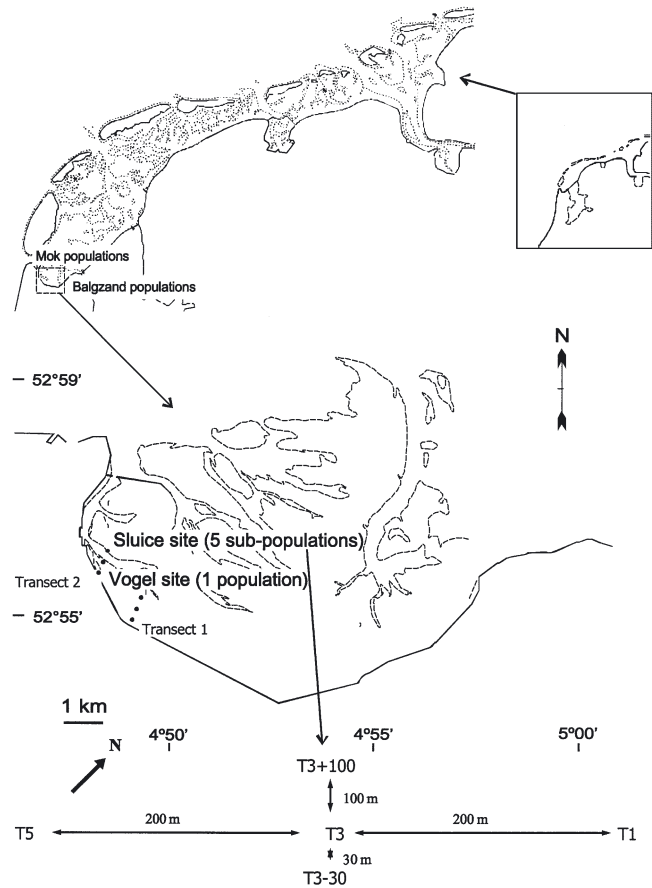 Mok populations
Balgzand populations
N
52°59'
Sluice site (5 sub-populations)
Transect 2
Vogel site (1 population)
52°55'
Transect 1
1 km
N
4°50'
4°55'
5°00'
T3+100
100 m
200 m
200 m
T5
T3
T1
30 m
T3-30